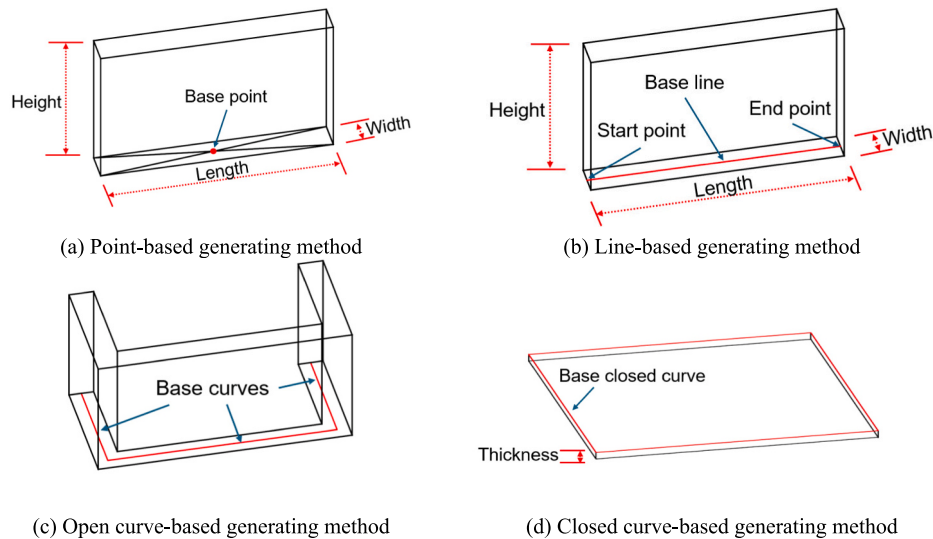 Height
Base point
Width
Length
(a) Point-based generating method
Height
Base line
Start point
End point
Width
Length
(b) Line-based generating method
Base curves
(c) Open curve-based generating method
Base closed curve
Thickness
(d) Closed curve-based generating method